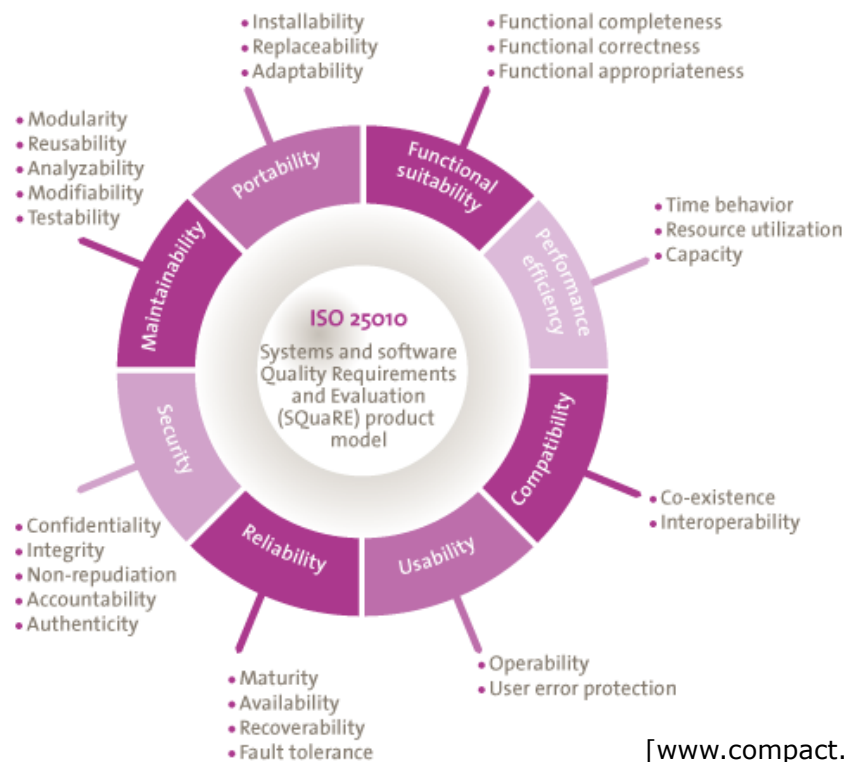 • Installability
• Replaceability
• Adaptability
• Functional completeness
• Functional correctness
• Functional appropriateness
• Modularity
• Reusability
• Analyzability
• Modifiability
• Testability
Portability
Functional
suitability
• Time behavior
• Resource utilization
• Capacity
Maintainability
Performance
efficiency
ISO 25010
Systems and software
Quality Requirements
and Evaluation
(SQuaRE) product
model
Security
Compatibility
• Co-existence
• Interoperability
• Confidentiality
• Integrity
• Non-repudiation
• Accountability
• Authenticity
Reliability
Usability
• Maturity
• Availability
• Recoverability
• Fault tolerance
• Operability
• User error protection
[www.compact.